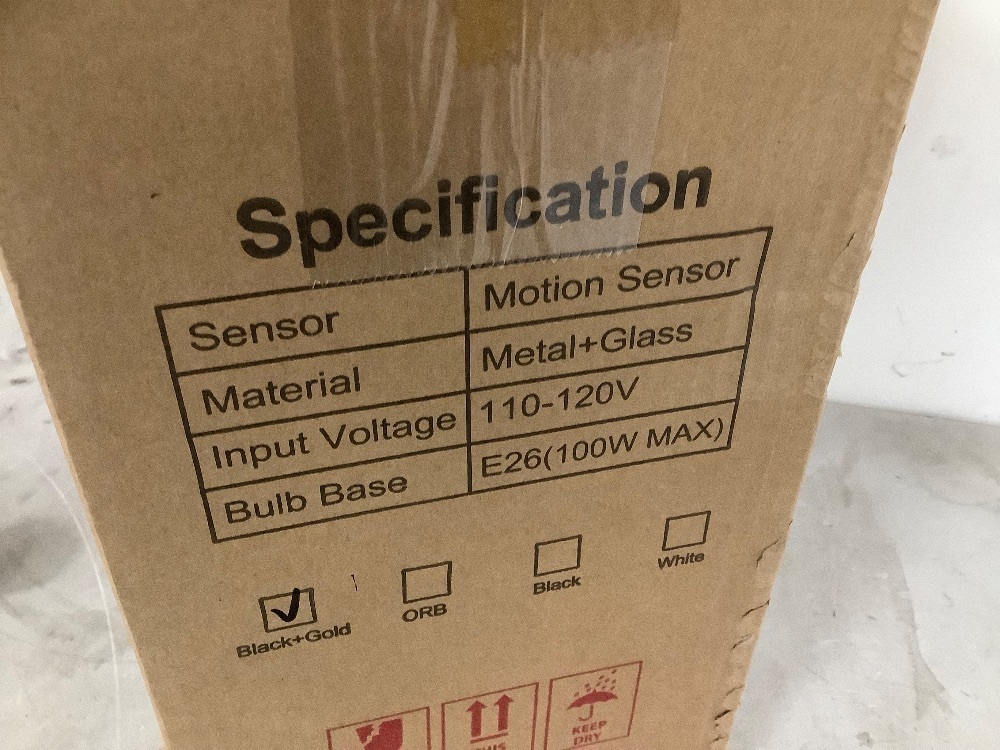 Specification
Sensor Motion Sensor
Material Metal+Glass
Input Voltage 110-120V
Bulb Base E26(100W MAX)
Black+Gold ORB Black White
KEEP
DRY